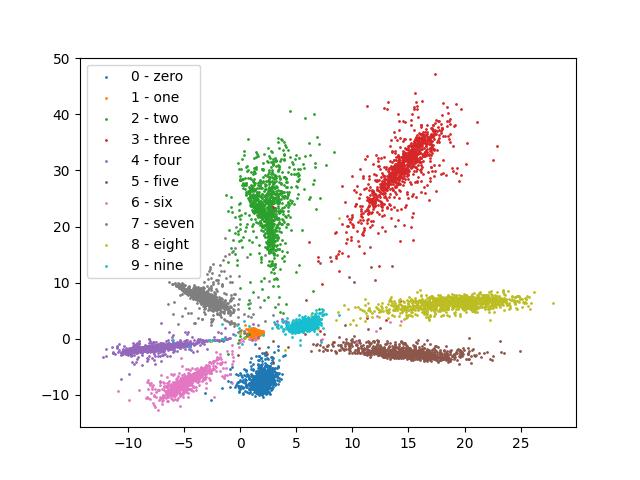 50
40
30
20
10
0
−10
0 - zero
1 - one
2 - two
3 - three
4 - four
5 - five
6 - six
7 - seven
8 - eight
9 - nine
−10 −5 0 5 10 15 20 25